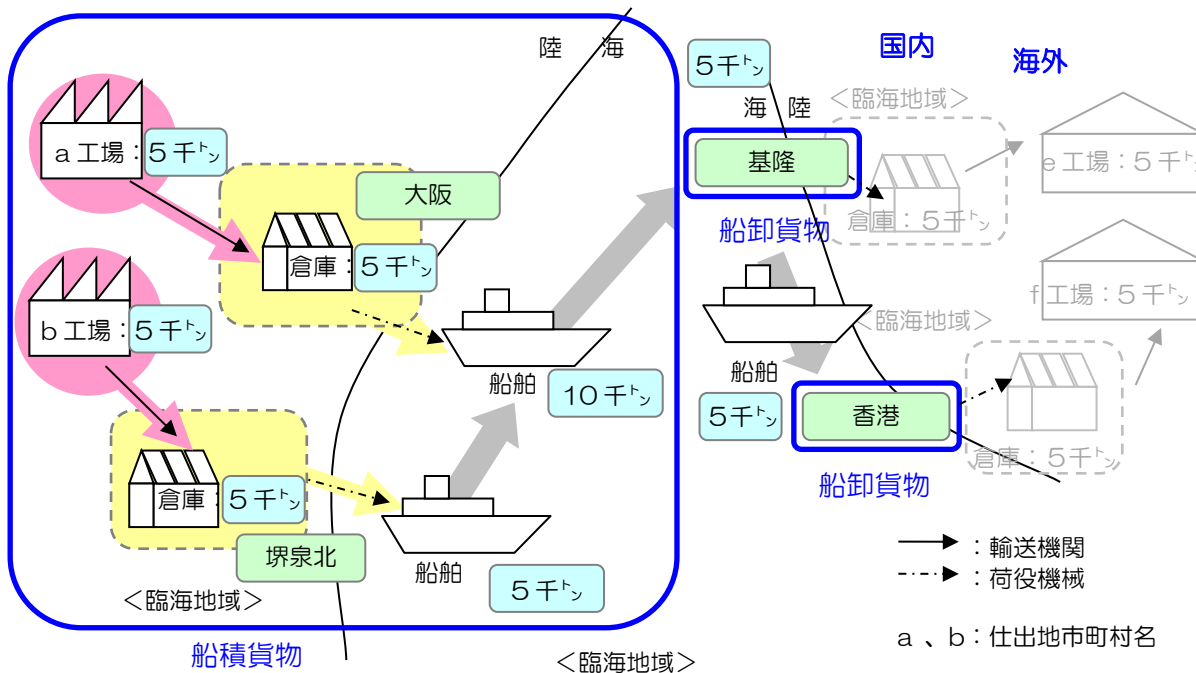 陸 海
a 工場:5千トン
大阪
倉庫:5千トン
b 工場:5千トン
船舶
10千トン
倉庫:5千トン
堺泉北
船舶
5千トン
<臨海地域>
船積貨物
<臨海地域>
5千トン
国内
海外
海 陸
<臨海地域>
基隆
e 工場:5千トン
倉庫:5千トン
船卸貨物
f 工場:5千トン
<臨海地域>
船舶
5千トン
香港
倉庫:5千トン
船卸貨物
:輸送機関
:荷役機械
a 、b:仕出地市町村名